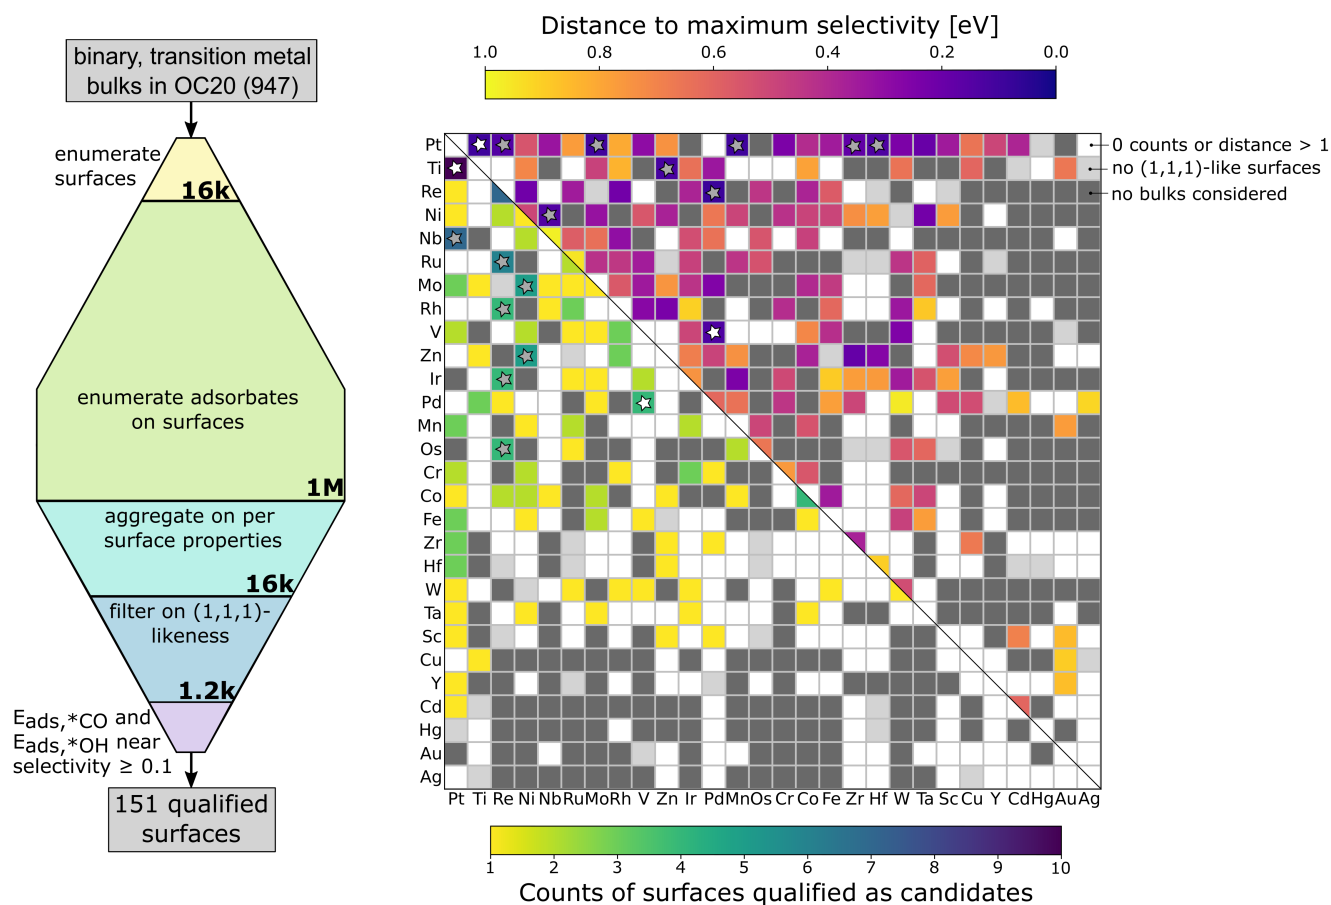 binary, transition metal
bulks in OC20 (947)
enumerate
surfaces
16k
enumerate adsorbates
on surfaces
1M
aggregate on per
surface properties
16k
filter on (1,1,1)-
likeness
1.2k
Eads,*CO and
Eads,*OH near
selectivity ≥ 0.1
151 qualified
surfaces
Distance to maximum selectivity [eV]
1.0 0.8 0.6 0.4 0.2 0.0
Pt
Ti
Re
Ni
Nb
Ru
Mo
Rh
V
Zn
Ir
Pd
Mn
Os
Cr
Co
Fe
Zr
Hf
W
Ta
Sc
Cu
Y
Cd
Hg
Au
Ag
0 counts or distance > 1
no (1,1,1)-like surfaces
no bulks considered
Pt Ti Re Ni Nb Ru Mo Rh V Zn Ir Pd Mn Os Cr Co Fe Zr Hf W Ta Sc Cu Y Cd Hg Au Ag
1 2 3 4 5 6 7 8 9 10
Counts of surfaces qualified as candidates